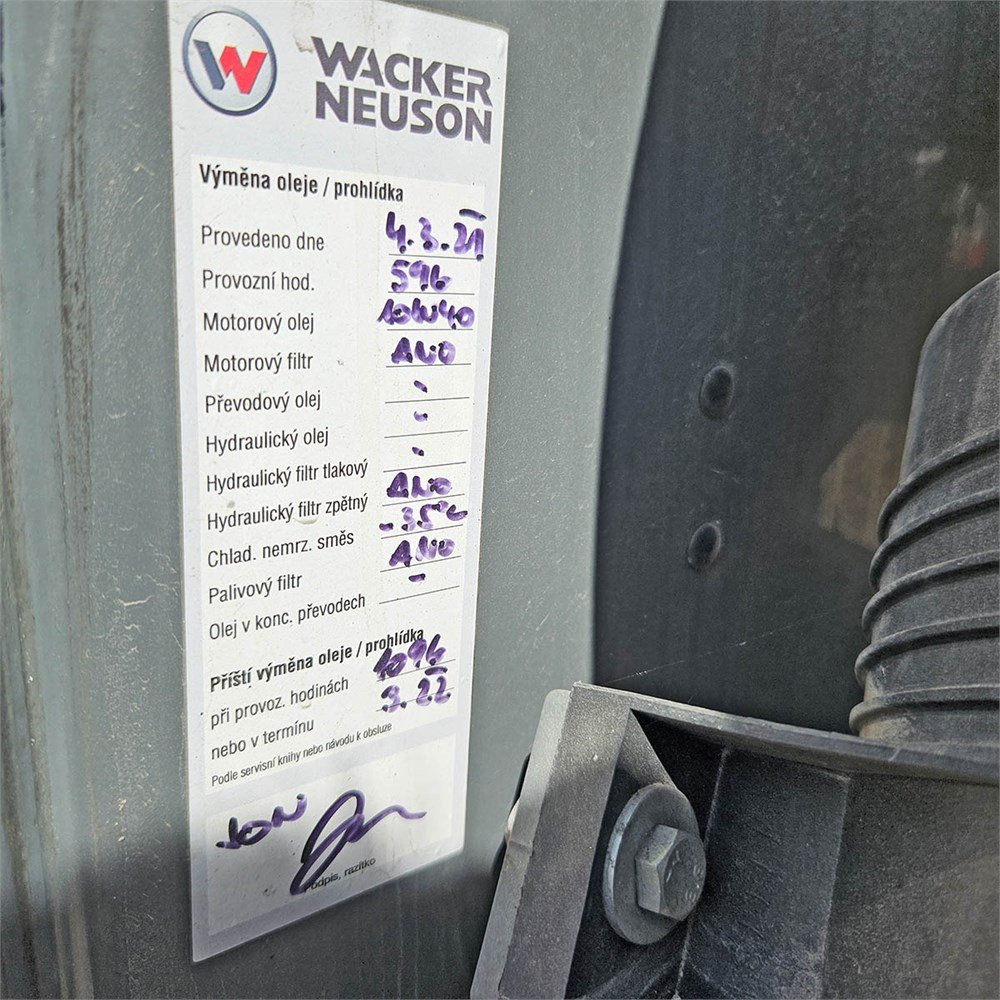 W
WACKER
NEUSON
Výměna oleje / prohlídka
Provedeno dne 4.3.21
Provozní hod. 596
Motorový olej 10W40
Motorový filtr ANO
Převodový olej -
Hydraulický olej -
Hydraulický filtr tlakový -
Hydraulický filtr zpětný ANO
Chlad. nemrz. směs -35°C
Palivový filtr ANO
Olej v konc. převodech -
Příští výměna oleje / prohlídka
při provoz. hodinách 1096
nebo v termínu 3. 22
Podle servisní knihy nebo návodu k obsluze
Podpis, razítko